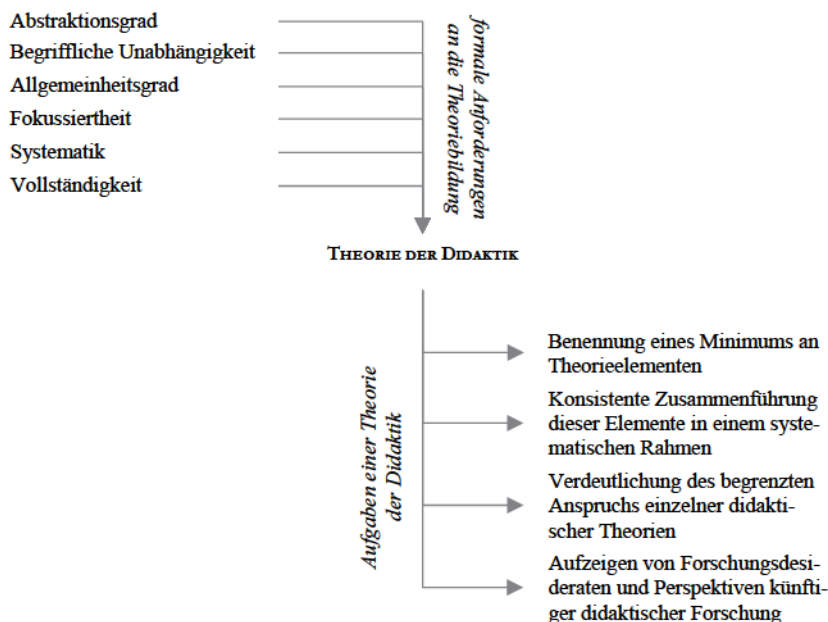 Abstraktionsgrad
Begriffliche Unabhängigkeit
Allgemeinheitsgrad
Fokussiertheit
Systematik
Vollständigkeit
formale Anforderungen
an die Theoriebildung
THEORIE DER DIDAKTIK
Aufgaben einer Theorie
der Didaktik
Benennung eines Minimums an
Theorieelementen
Konsistente Zusammenführung
dieser Elemente in einem syste-
matischen Rahmen
Verdeutlichung des begrenzten
Anspruchs einzelner didakti-
scher Theorien
Aufzeigen von Forschungsdesi-
deraten und Perspektiven künfti-
ger didaktischer Forschung